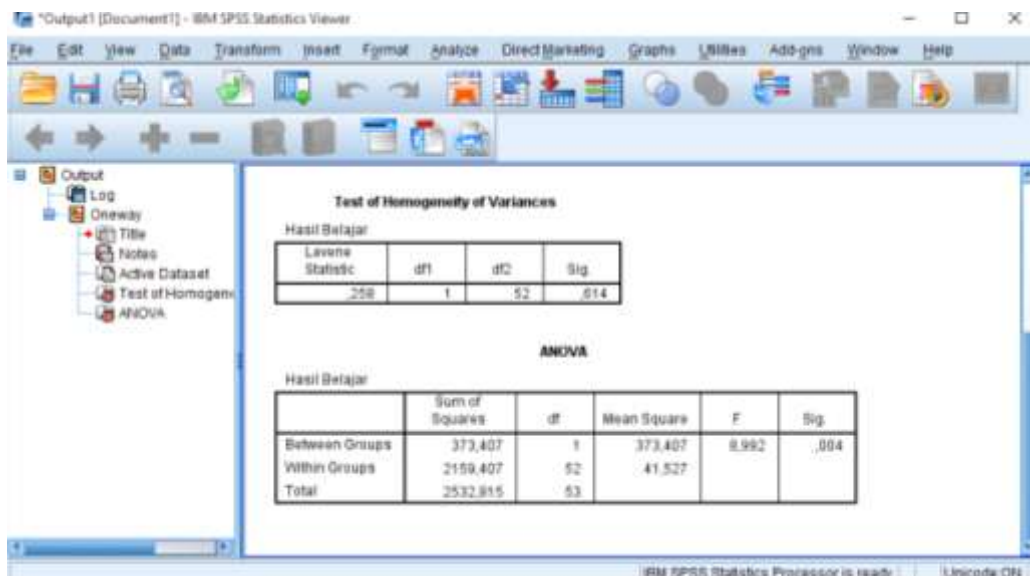 *Output1 [Document1] - IBM SPSS Statistics Viewer
File Edit View Data Transform Insert Format Analyze Direct Marketing Graphs Utilities Add-ons Window Help
Output
Log
Oneway
Title
Notes
Active Dataset
Test of Homogene
ANOVA
Test of Homogeneity of Variances
Hasil Belajar
Levene Statistic df1 df2 Sig.
,258 1 52 ,614
ANOVA
Hasil Belajar
Sum of Squares df Mean Square F Sig.
Between Groups 373,407 1 373,407 8,992 ,004
Within Groups 2159,407 52 41,527
Total 2532,815 53
IBM SPSS Statistics Processor is ready Unicode:ON